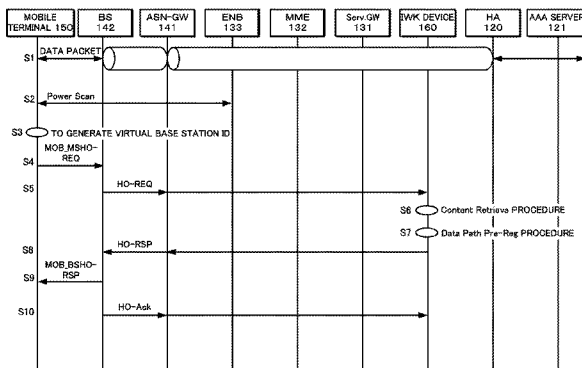 MOBILE TERMINAL 150
BS 142
ASN-GW 141
ENB 133
MME 132
Serv.GW 131
IWK DEVICE 160
HA 120
AAA SERVER 121
S1 DATA PACKET
S2 Power Scan
S3 TO GENERATE VIRTUAL BASE STATION ID
MOB_MSHO-
S4 REQ
S5 HO-REQ
S6 Content Retrieve PROCEDURE
S7 Data Path Pre-Reg PROCEDURE
S8 HO-RSP
MOB_BSHO-
S9 RSP
S10 HO-Ask